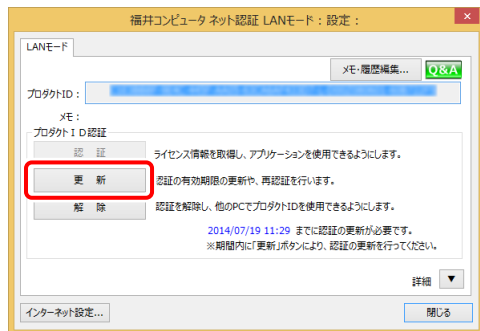 福井コンピュータ ネット認証 LANモード：設定：
LANモード
メモ・履歴編集... Q&A
プロダクトID：
メモ：
プロダクトＩＤ認証
認　証 ライセンス情報を取得し、アプリケーションを使用できるようにします。
更　新 認証の有効期限の更新や、再認証を行います。
解　除 認証を解除し、他のPCでプロダクトIDを使用できるようにします。
2014/07/19 11:29 までに認証の更新が必要です。
※期間内に「更新」ボタンにより、認証の更新を行ってください。
詳細 ▼
インターネット設定... 閉じる